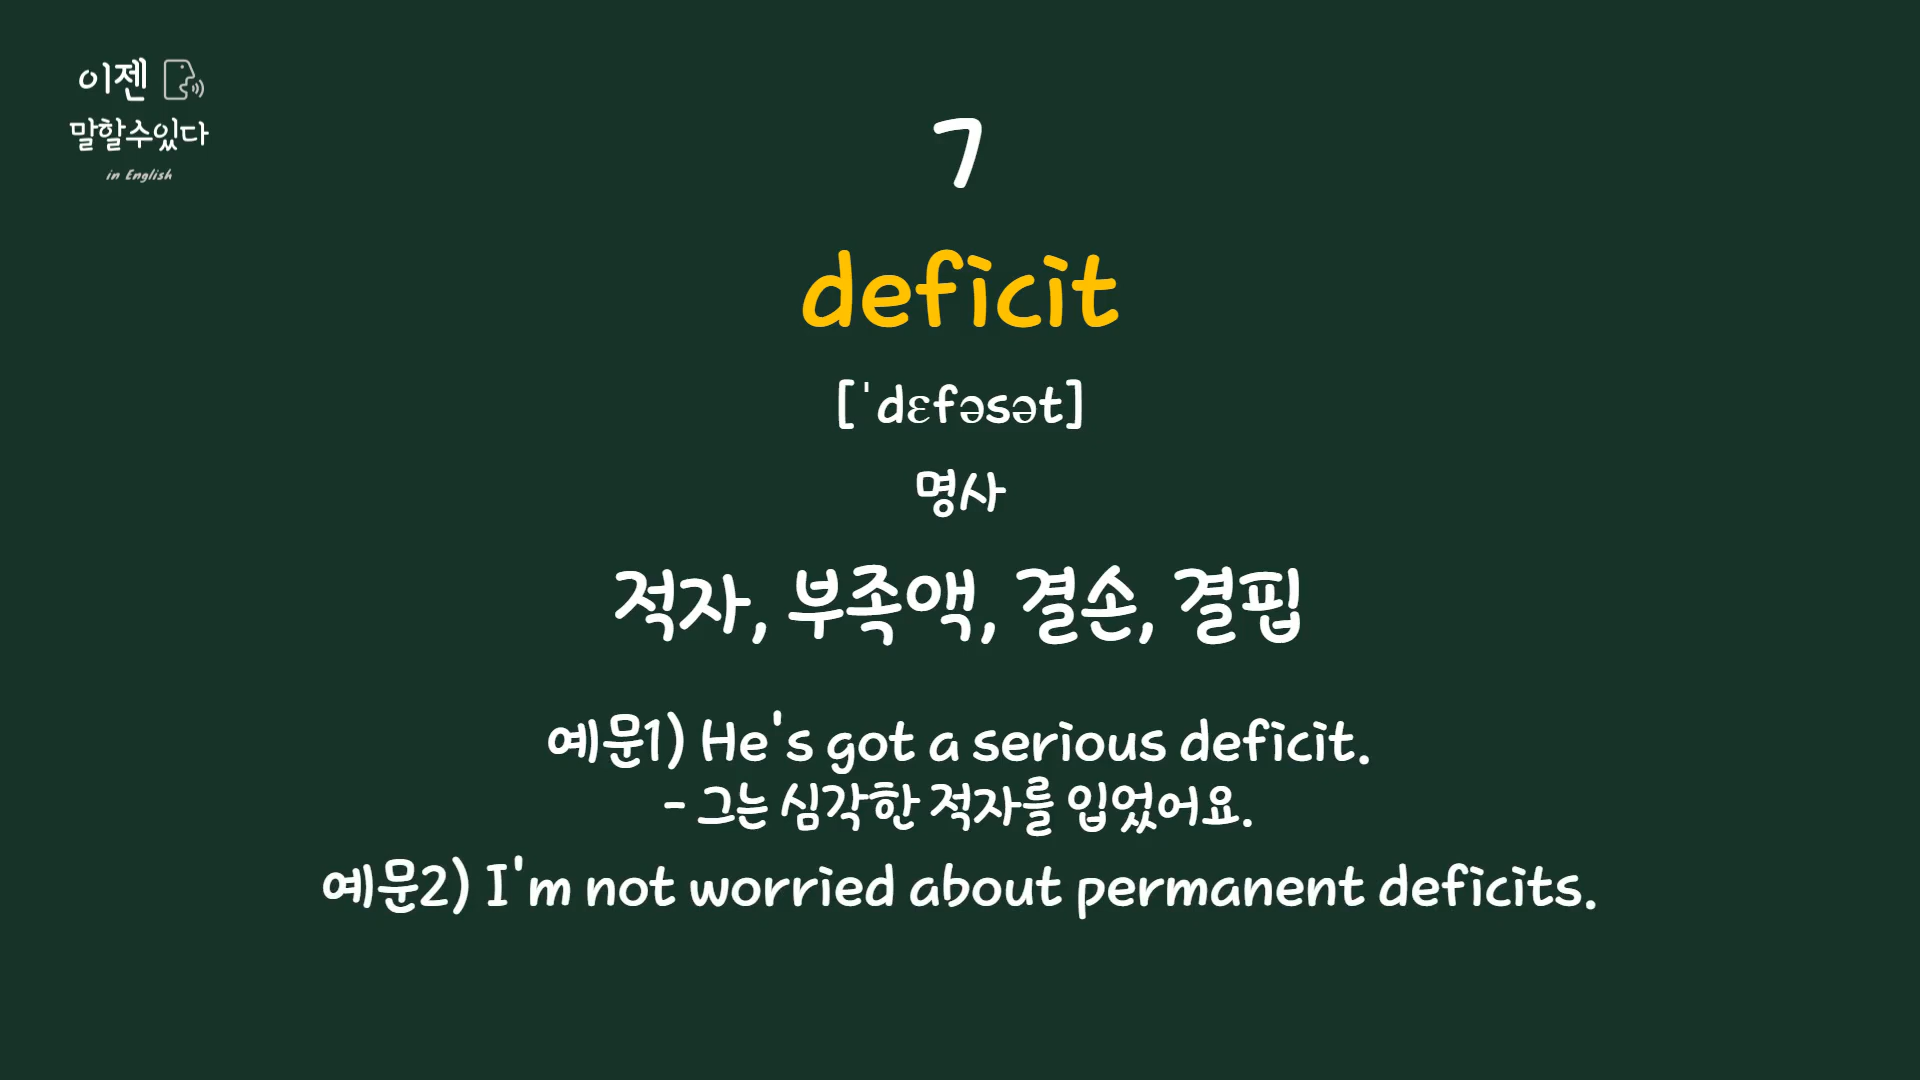 이젠
말할수있다
in English
7
deficit
[ˈdɛfəsət]
명사
적자, 부족액, 결손, 결핍
예문1) He's got a serious deficit.
- 그는 심각한 적자를 입었어요.
예문2) I'm not worried about permanent deficits.